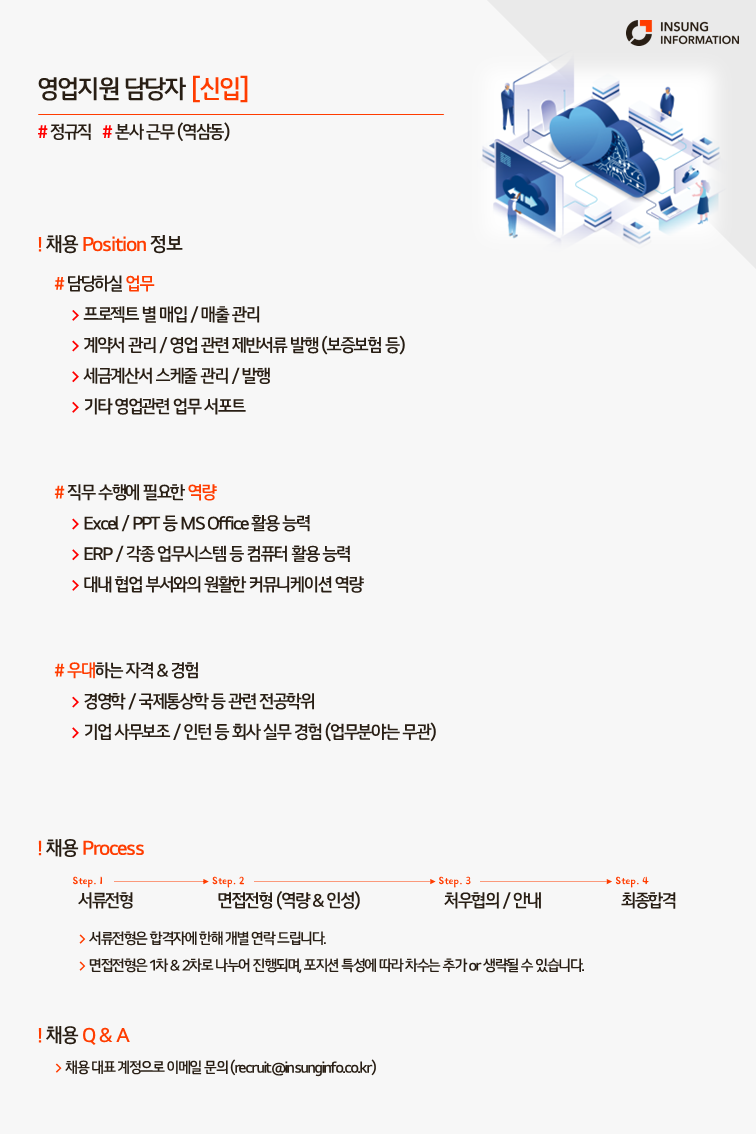 INSUNG
INFORMATION
영업지원 담당자 [신입]
# 정규직 # 본사 근무 (역삼동)
! 채용 Position 정보
# 담당하실 업무
> 프로젝트 별 매입 / 매출 관리
> 계약서 관리 / 영업 관련 제반서류 발행 (보증보험 등)
> 세금계산서 스케줄 관리 / 발행
> 기타 영업관련 업무 서포트
# 직무 수행에 필요한 역량
> Excel / PPT 등 MS Office 활용 능력
> ERP / 각종 업무시스템 등 컴퓨터 활용 능력
> 대내 협업 부서와의 원활한 커뮤니케이션 역량
# 우대하는 자격 & 경험
> 경영학 / 국제통상학 등 관련 전공학위
> 기업 사무보조 / 인턴 등 회사 실무 경험 (업무분야는 무관)
! 채용 Process
Step. 1 Step. 2 Step. 3 Step. 4
서류전형 면접전형 (역량 & 인성) 처우협의 / 안내 최종합격
> 서류전형은 합격자에 한해 개별 연락 드립니다.
> 면접전형은 1차 & 2차로 나누어 진행되며, 포지션 특성에 따라 차수는 추가 or 생략될 수 있습니다.
! 채용 Q & A
> 채용 대표 계정으로 이메일 문의 (recruit@insunginfo.co.kr)